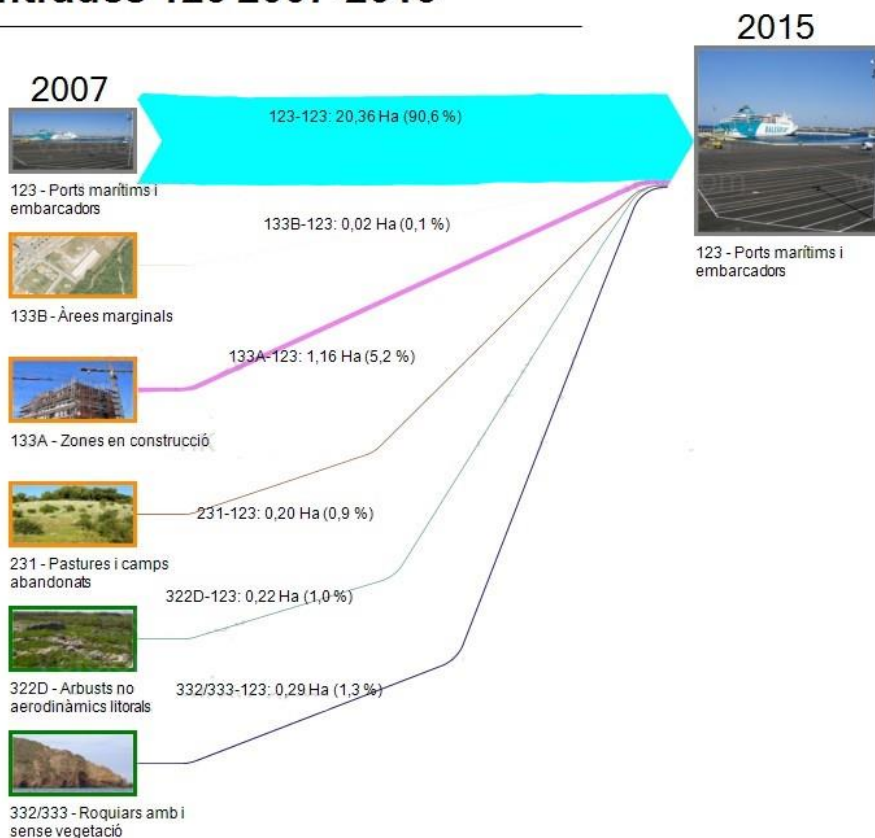 123 2007-2015
2015
2007
123-123: 20,36 Ha (90,6 %)
123 - Ports marítims i
embarcadors
133B-123: 0,02 Ha (0,1 %)
123 - Ports marítims i
embarcadors
133B - Àrees marginals
133A-123: 1,16 Ha (5,2 %)
133A - Zones en construcció
231-123: 0,20 Ha (0,9 %)
231 - Pastures i camps
abandonats
322D-123: 0,22 Ha (1,0 %)
322D - Arbusts no
aerodinàmics litorals
332/333-123: 0,29 Ha (1,3 %)
332/333 - Roquiars amb i
sense vegetació